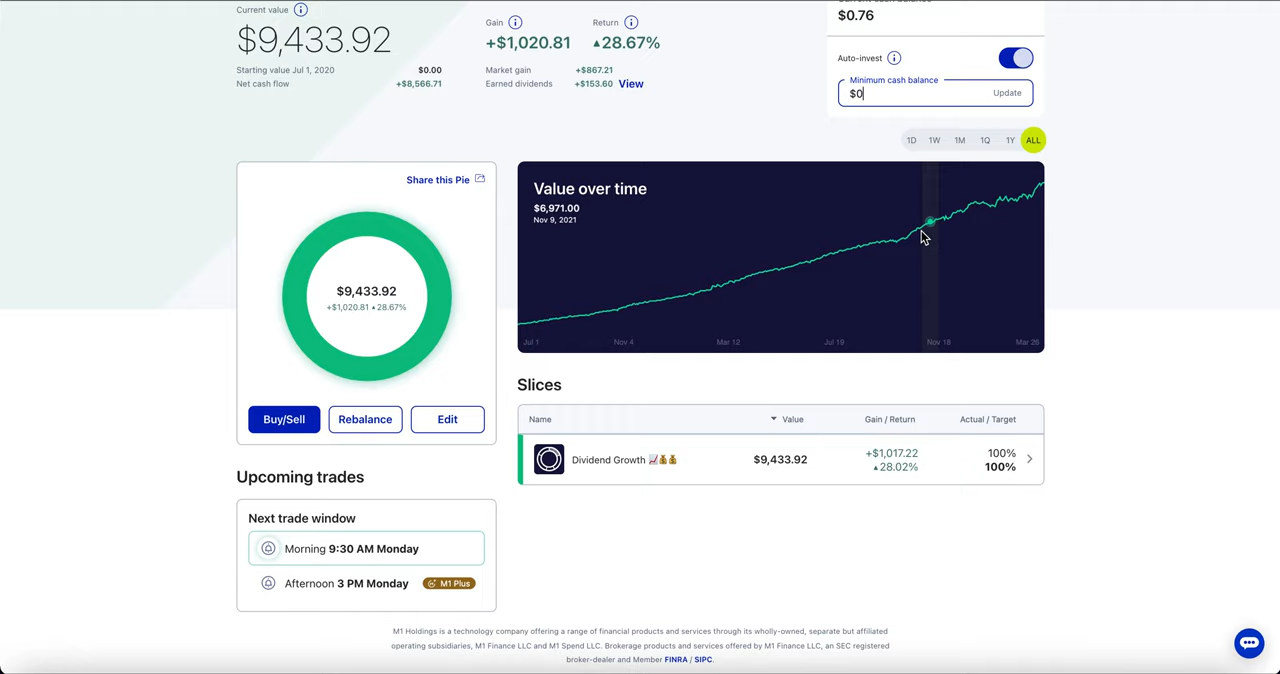 Current value
$9,433.92
Starting value Jul 1, 2020 $0.00
Net cash flow +$8,566.71
Gain Return
+$1,020.81 ▲28.67%
Market gain +$867.21
Earned dividends +$153.60 View
$0.76
Auto-invest
Minimum cash balance
$0 Update
1D 1W 1M 1Q 1Y ALL
Share this Pie
$9,433.92
+$1,020.81 ▲28.67%
Buy/Sell Rebalance Edit
Value over time
$6,971.00
Nov 9, 2021
Jul 1 Nov 4 Mar 12 Jul 19 Nov 18 Mar 26
Slices
Name ▼ Value Gain / Return Actual / Target
Dividend Growth 📈💰💰 $9,433.92 +$1,017.22 100%
▲28.02% 100%
Upcoming trades
Next trade window
Morning 9:30 AM Monday
Afternoon 3 PM Monday M1 Plus
M1 Holdings is a technology company offering a range of financial products and services through its wholly-owned, separate but affiliated
operating subsidiaries, M1 Finance LLC and M1 Spend LLC. Brokerage products and services offered by M1 Finance LLC, an SEC registered
broker-dealer and Member FINRA / SIPC.